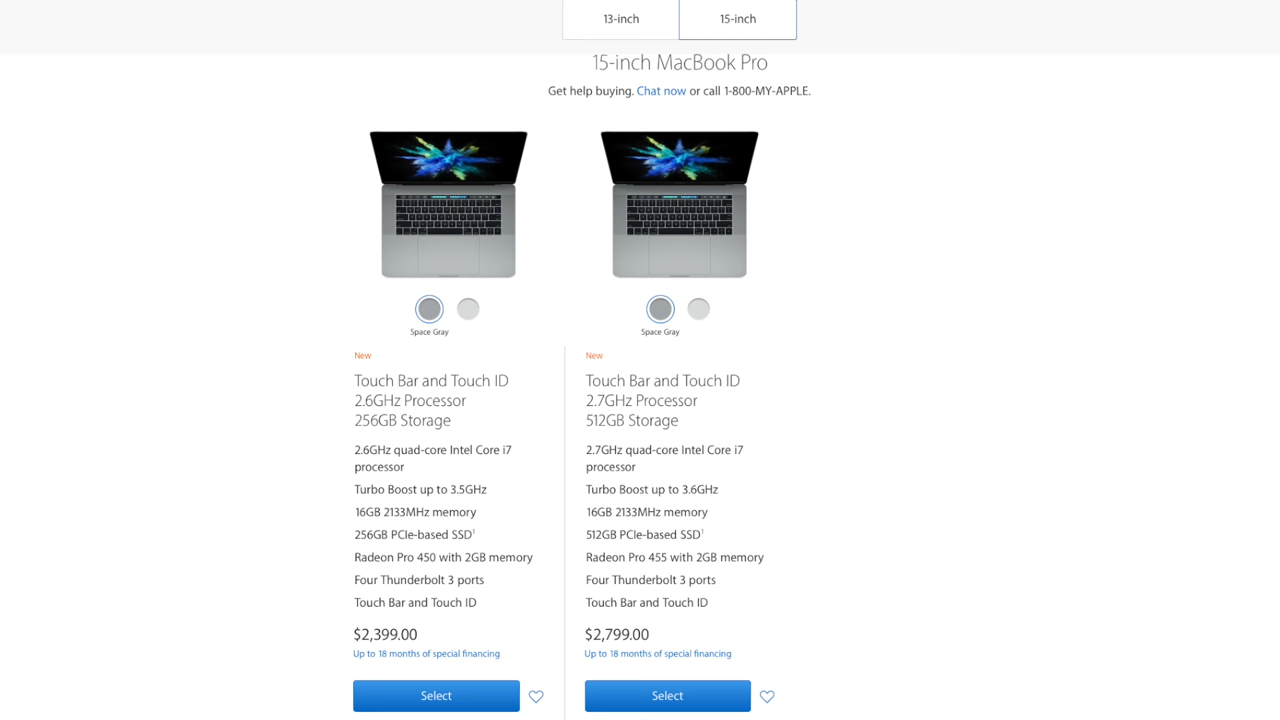 13-inch
15-inch
15-inch MacBook Pro
Get help buying. Chat now or call 1-800-MY-APPLE.
Space Gray
Space Gray
New
Touch Bar and Touch ID
2.6GHz Processor
256GB Storage
2.6GHz quad-core Intel Core i7
processor
Turbo Boost up to 3.5GHz
16GB 2133MHz memory
256GB PCIe-based SSD¹
Radeon Pro 450 with 2GB memory
Four Thunderbolt 3 ports
Touch Bar and Touch ID
$2,399.00
Up to 18 months of special financing
Select
New
Touch Bar and Touch ID
2.7GHz Processor
512GB Storage
2.7GHz quad-core Intel Core i7
processor
Turbo Boost up to 3.6GHz
16GB 2133MHz memory
512GB PCIe-based SSD¹
Radeon Pro 455 with 2GB memory
Four Thunderbolt 3 ports
Touch Bar and Touch ID
$2,799.00
Up to 18 months of special financing
Select